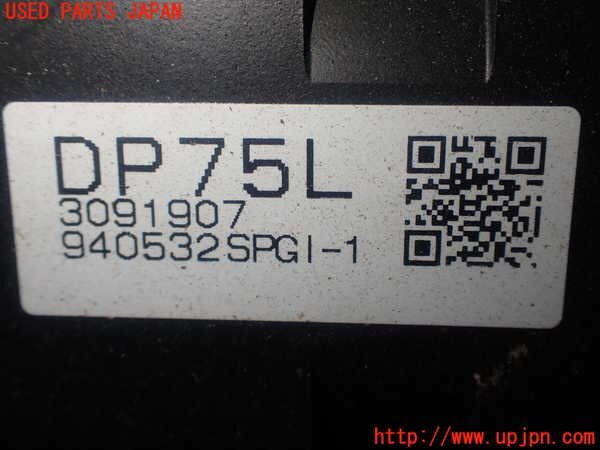 USED PARTS JAPAN
DP75L
3091907
940532SPGI-1
http://www.upjpn.com/